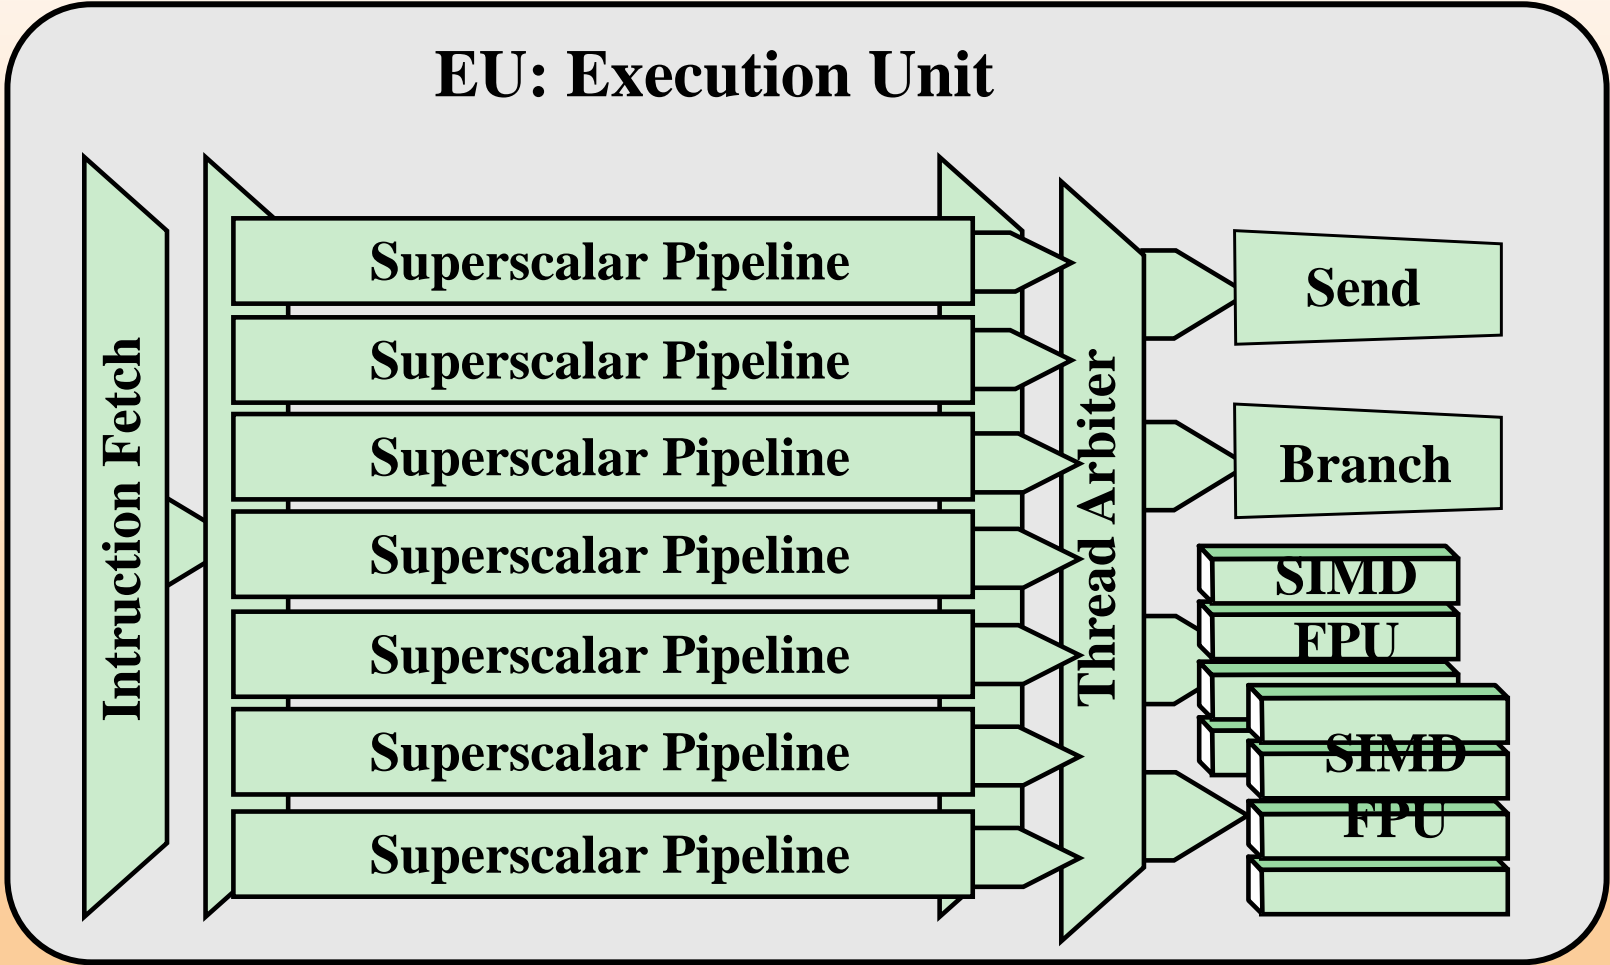 EU: Execution Unit
Intruction Fetch
Superscalar Pipeline
Superscalar Pipeline
Superscalar Pipeline
Superscalar Pipeline
Superscalar Pipeline
Superscalar Pipeline
Superscalar Pipeline
Thread Arbiter
Send
Branch
SIMD
FPU
SIMD
FPU